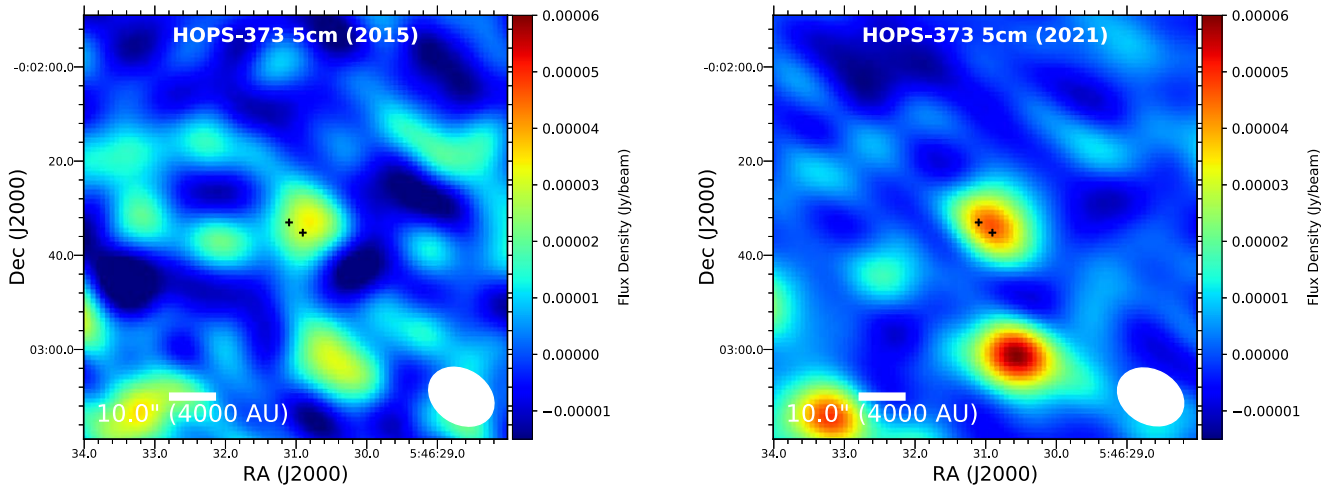 HOPS-373 5cm (2015)
Dec (J2000)
-0:02:00.0
20.0
40.0
03:00.0
10.0" (4000 AU)
34.0 33.0 32.0 31.0 30.0 5:46:29.0
RA (J2000)
0.00006
0.00005
0.00004
0.00003
0.00002
0.00001
0.00000
−0.00001
Flux Density (Jy/beam)
HOPS-373 5cm (2021)
Dec (J2000)
-0:02:00.0
20.0
40.0
03:00.0
10.0" (4000 AU)
34.0 33.0 32.0 31.0 30.0 5:46:29.0
RA (J2000)
0.00006
0.00005
0.00004
0.00003
0.00002
0.00001
0.00000
−0.00001
Flux Density (Jy/beam)